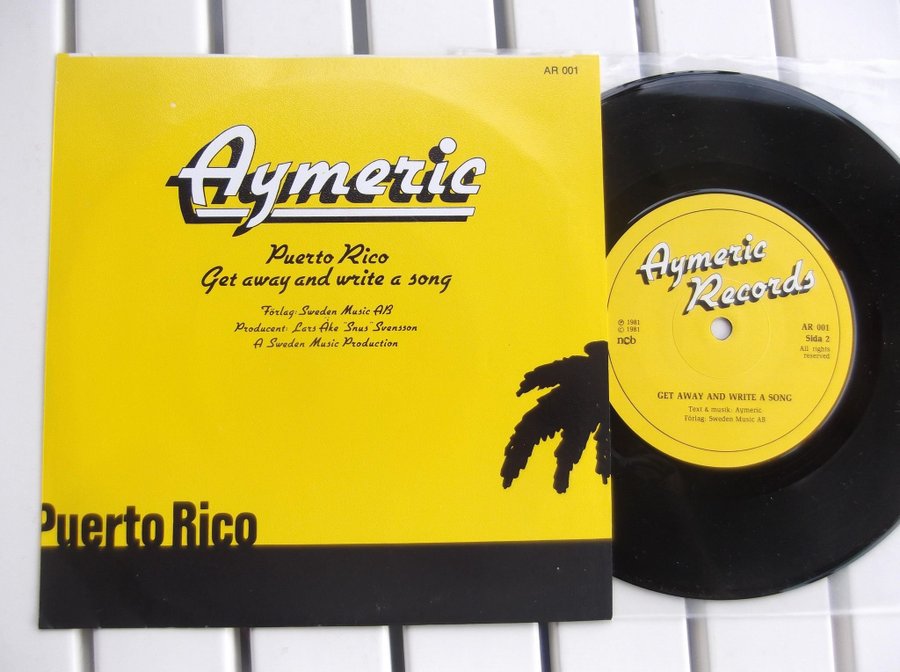 AR 001
Aymeric
Puerto Rico
Get away and write a song
Förlag: Sweden Music AB
Producent: Lars Åke "Snus" Svensson
A Sweden Music Production
Puerto Rico
Aymeric
Records
℗ 1981
© 1981
ncb
AR 001
Sida 2
All rights
reserved
GET AWAY AND WRITE A SONG
Text & musik: Aymeric
Förlag: Sweden Music AB